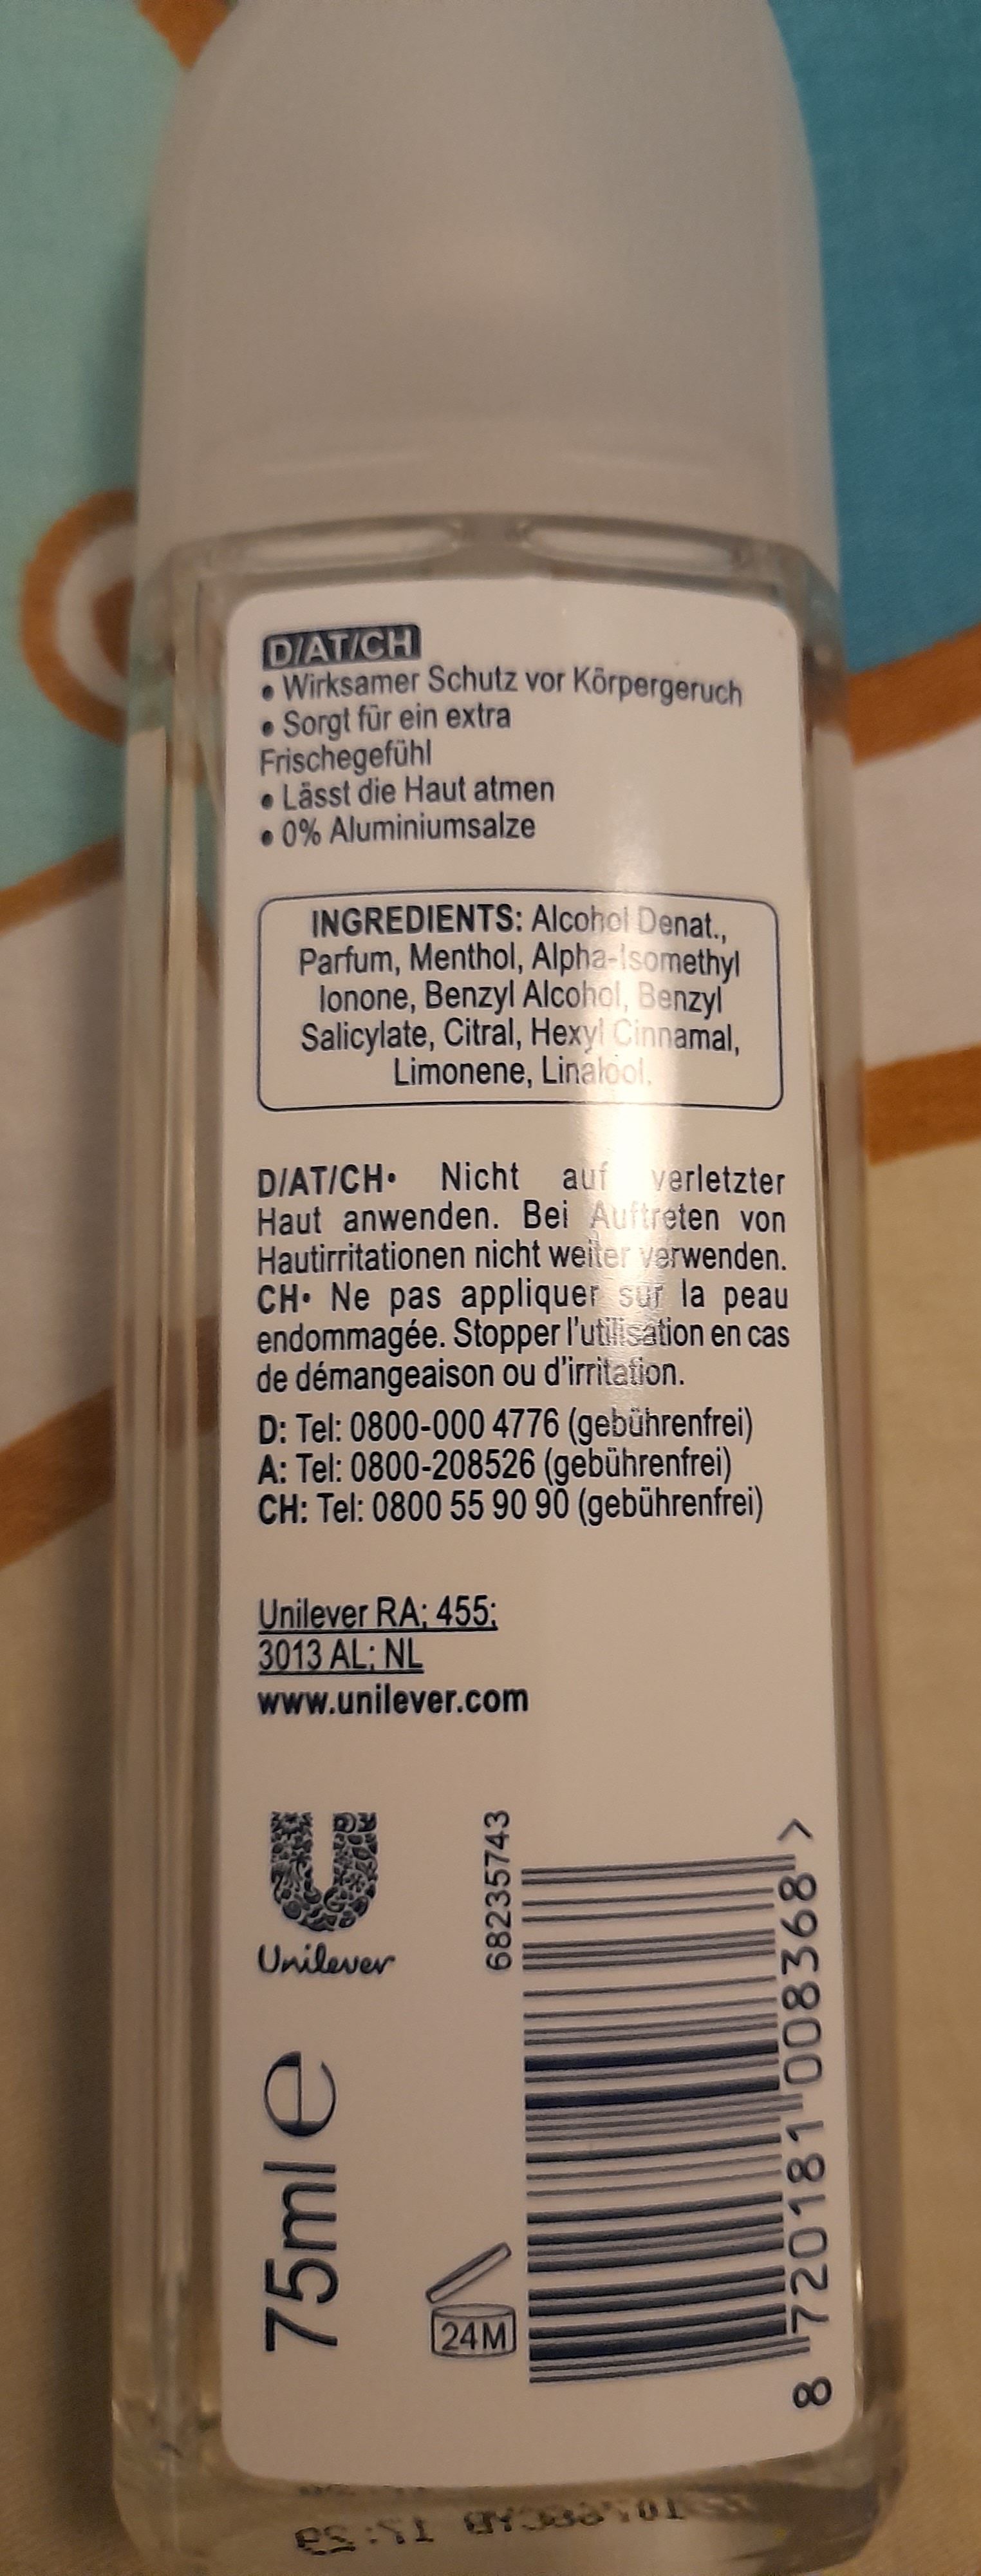 D/AT/CH
• Wirksamer Schutz vor Körpergeruch
• Sorgt für ein extra
Frischegefühl
• Lässt die Haut atmen
• 0% Aluminiumsalze
INGREDIENTS: Alcohol Denat.,
Parfum, Menthol, Alpha-Isomethyl
Ionone, Benzyl Alcohol, Benzyl
Salicylate, Citral, Hexyl Cinnamal,
Limonene, Linalool.
D/AT/CH• Nicht auf verletzter
Haut anwenden. Bei Auftreten von
Hautirritationen nicht weiter verwenden.
CH• Ne pas appliquer sur la peau
endommagée. Stopper l'utilisation en cas
de démangeaison ou d'irritation.
D: Tel: 0800-000 4776 (gebührenfrei)
A: Tel: 0800-208526 (gebührenfrei)
CH: Tel: 0800 55 90 90 (gebührenfrei)
Unilever RA; 455;
3013 AL; NL
www.unilever.com
Unilever
68235743
75ml e
24M
8 720181 008368 >